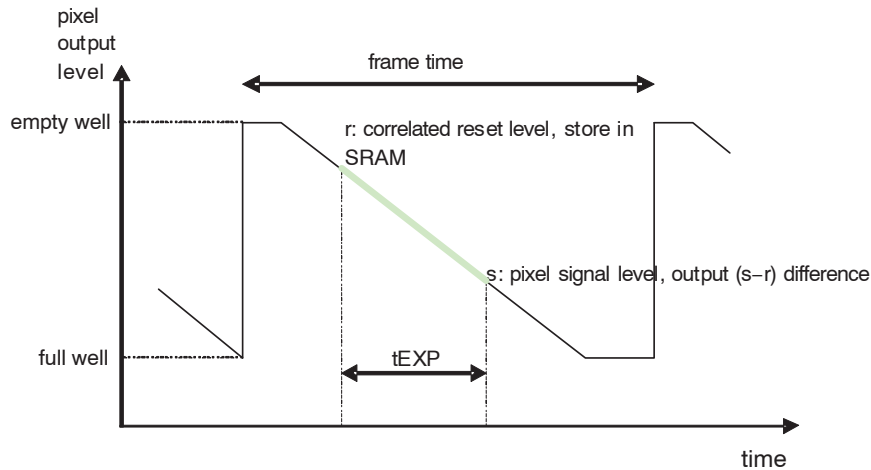 pixel
output
level
frame time
empty well
r: correlated reset level, store in
SRAM
s: pixel signal level, output (s−r) difference
full well
tEXP
time